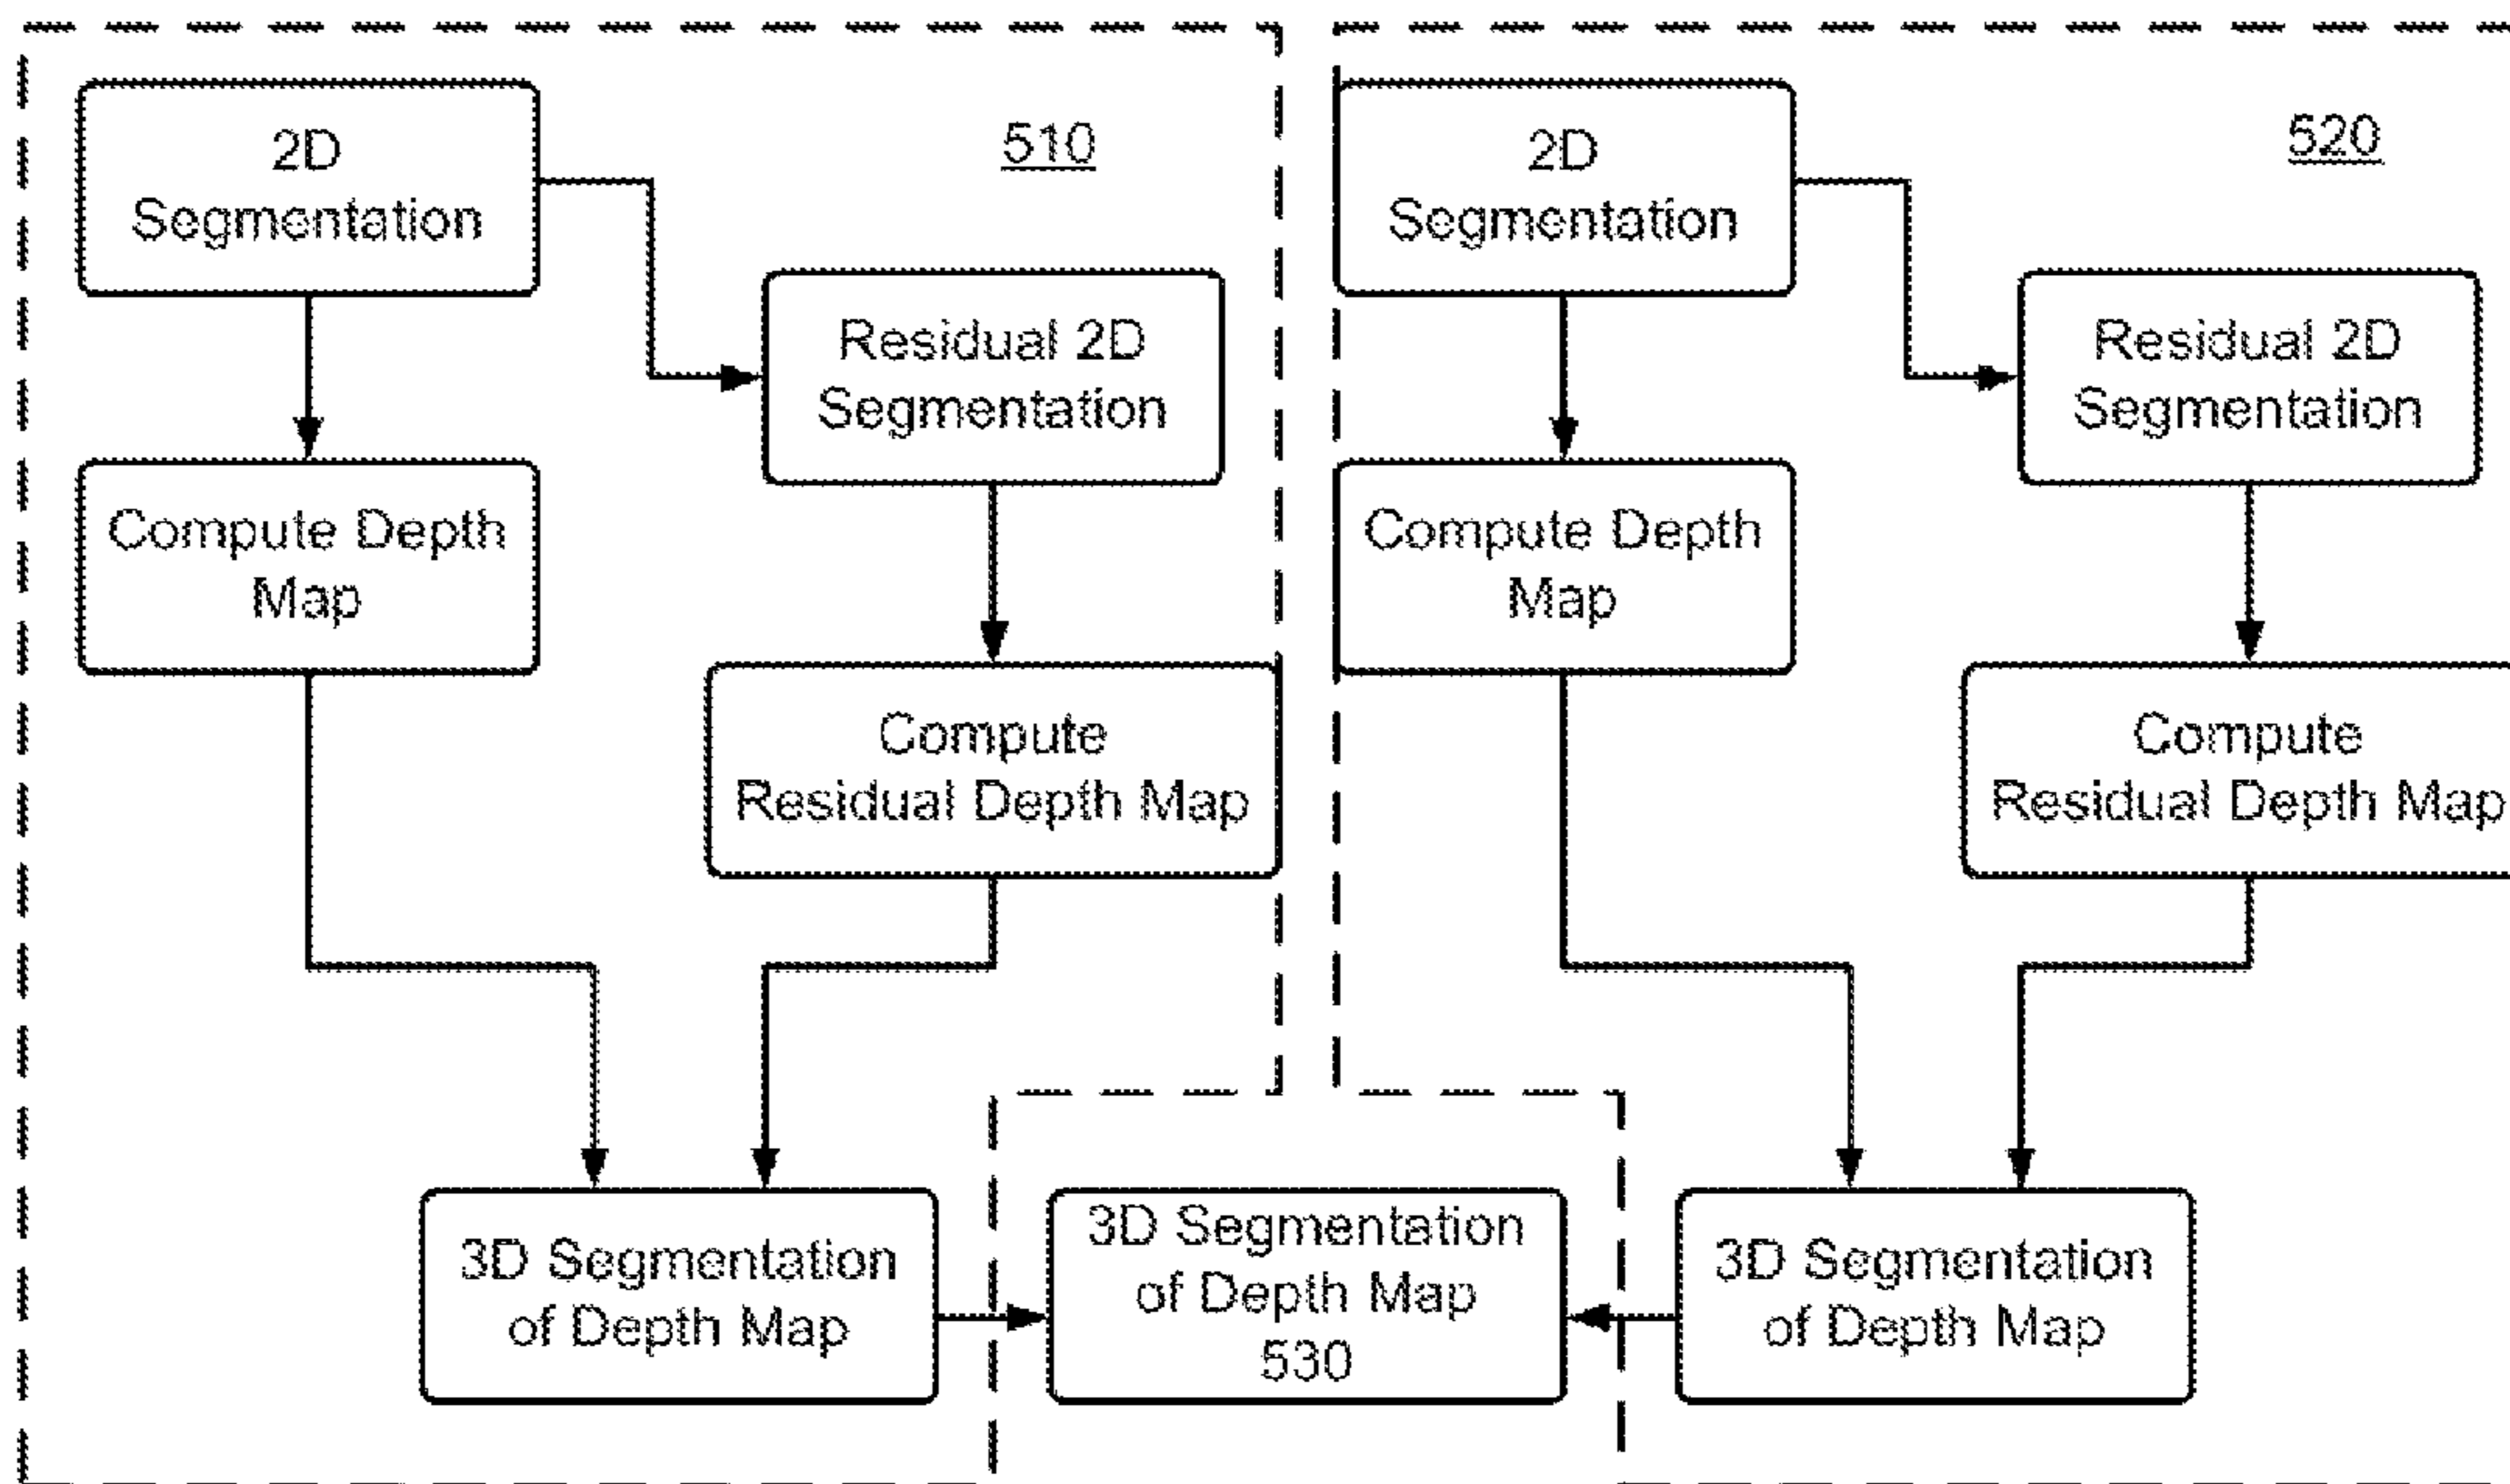 510
2D
Segmentation
Residual 2D
Segmentation
Compute Depth
Map
Compute
Residual Depth Map
3D Segmentation
of Depth Map
520
2D
Segmentation
Residual 2D
Segmentation
Compute Depth
Map
Compute
Residual Depth Map
3D Segmentation
of Depth Map
3D Segmentation
of Depth Map
530